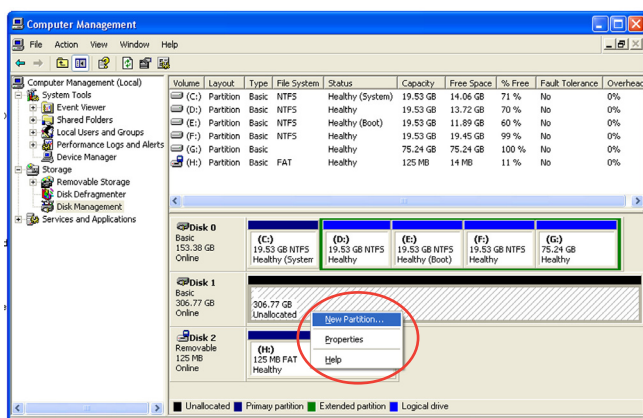 Computer Management
File Action View Window Help
Computer Management (Local)
System Tools
Event Viewer
Shared Folders
Local Users and Groups
Performance Logs and Alerts
Device Manager
Storage
Removable Storage
Disk Defragmenter
Disk Management
Services and Applications
Volume Layout Type File System Status Capacity Free Space % Free Fault Tolerance Overhead
(C:) Partition Basic NTFS Healthy (System) 19.53 GB 14.06 GB 71 % No 0%
(D:) Partition Basic NTFS Healthy 19.53 GB 13.72 GB 70 % No 0%
(E:) Partition Basic NTFS Healthy (Boot) 19.53 GB 11.89 GB 60 % No 0%
(F:) Partition Basic NTFS Healthy 19.53 GB 19.45 GB 99 % No 0%
(G:) Partition Basic Healthy 75.24 GB 75.24 GB 100 % No 0%
(H:) Partition Basic FAT Healthy 125 MB 14 MB 11 % No 0%
Disk 0
Basic
153.38 GB
Online
(C:)
19.53 GB NTFS
Healthy (System
(D:)
19.53 GB NTFS
Healthy
(E:)
19.53 GB NTFS
Healthy (Boot)
(F:)
19.53 GB NTFS
Healthy
(G:)
75.24 GB
Healthy
Disk 1
Basic
306.77 GB
Online
306.77 GB
Unallocated
New Partition...
Properties
Help
Disk 2
Removable
125 MB
Online
(H:)
125 MB FAT
Healthy
Unallocated Primary partition Extended partition Logical drive